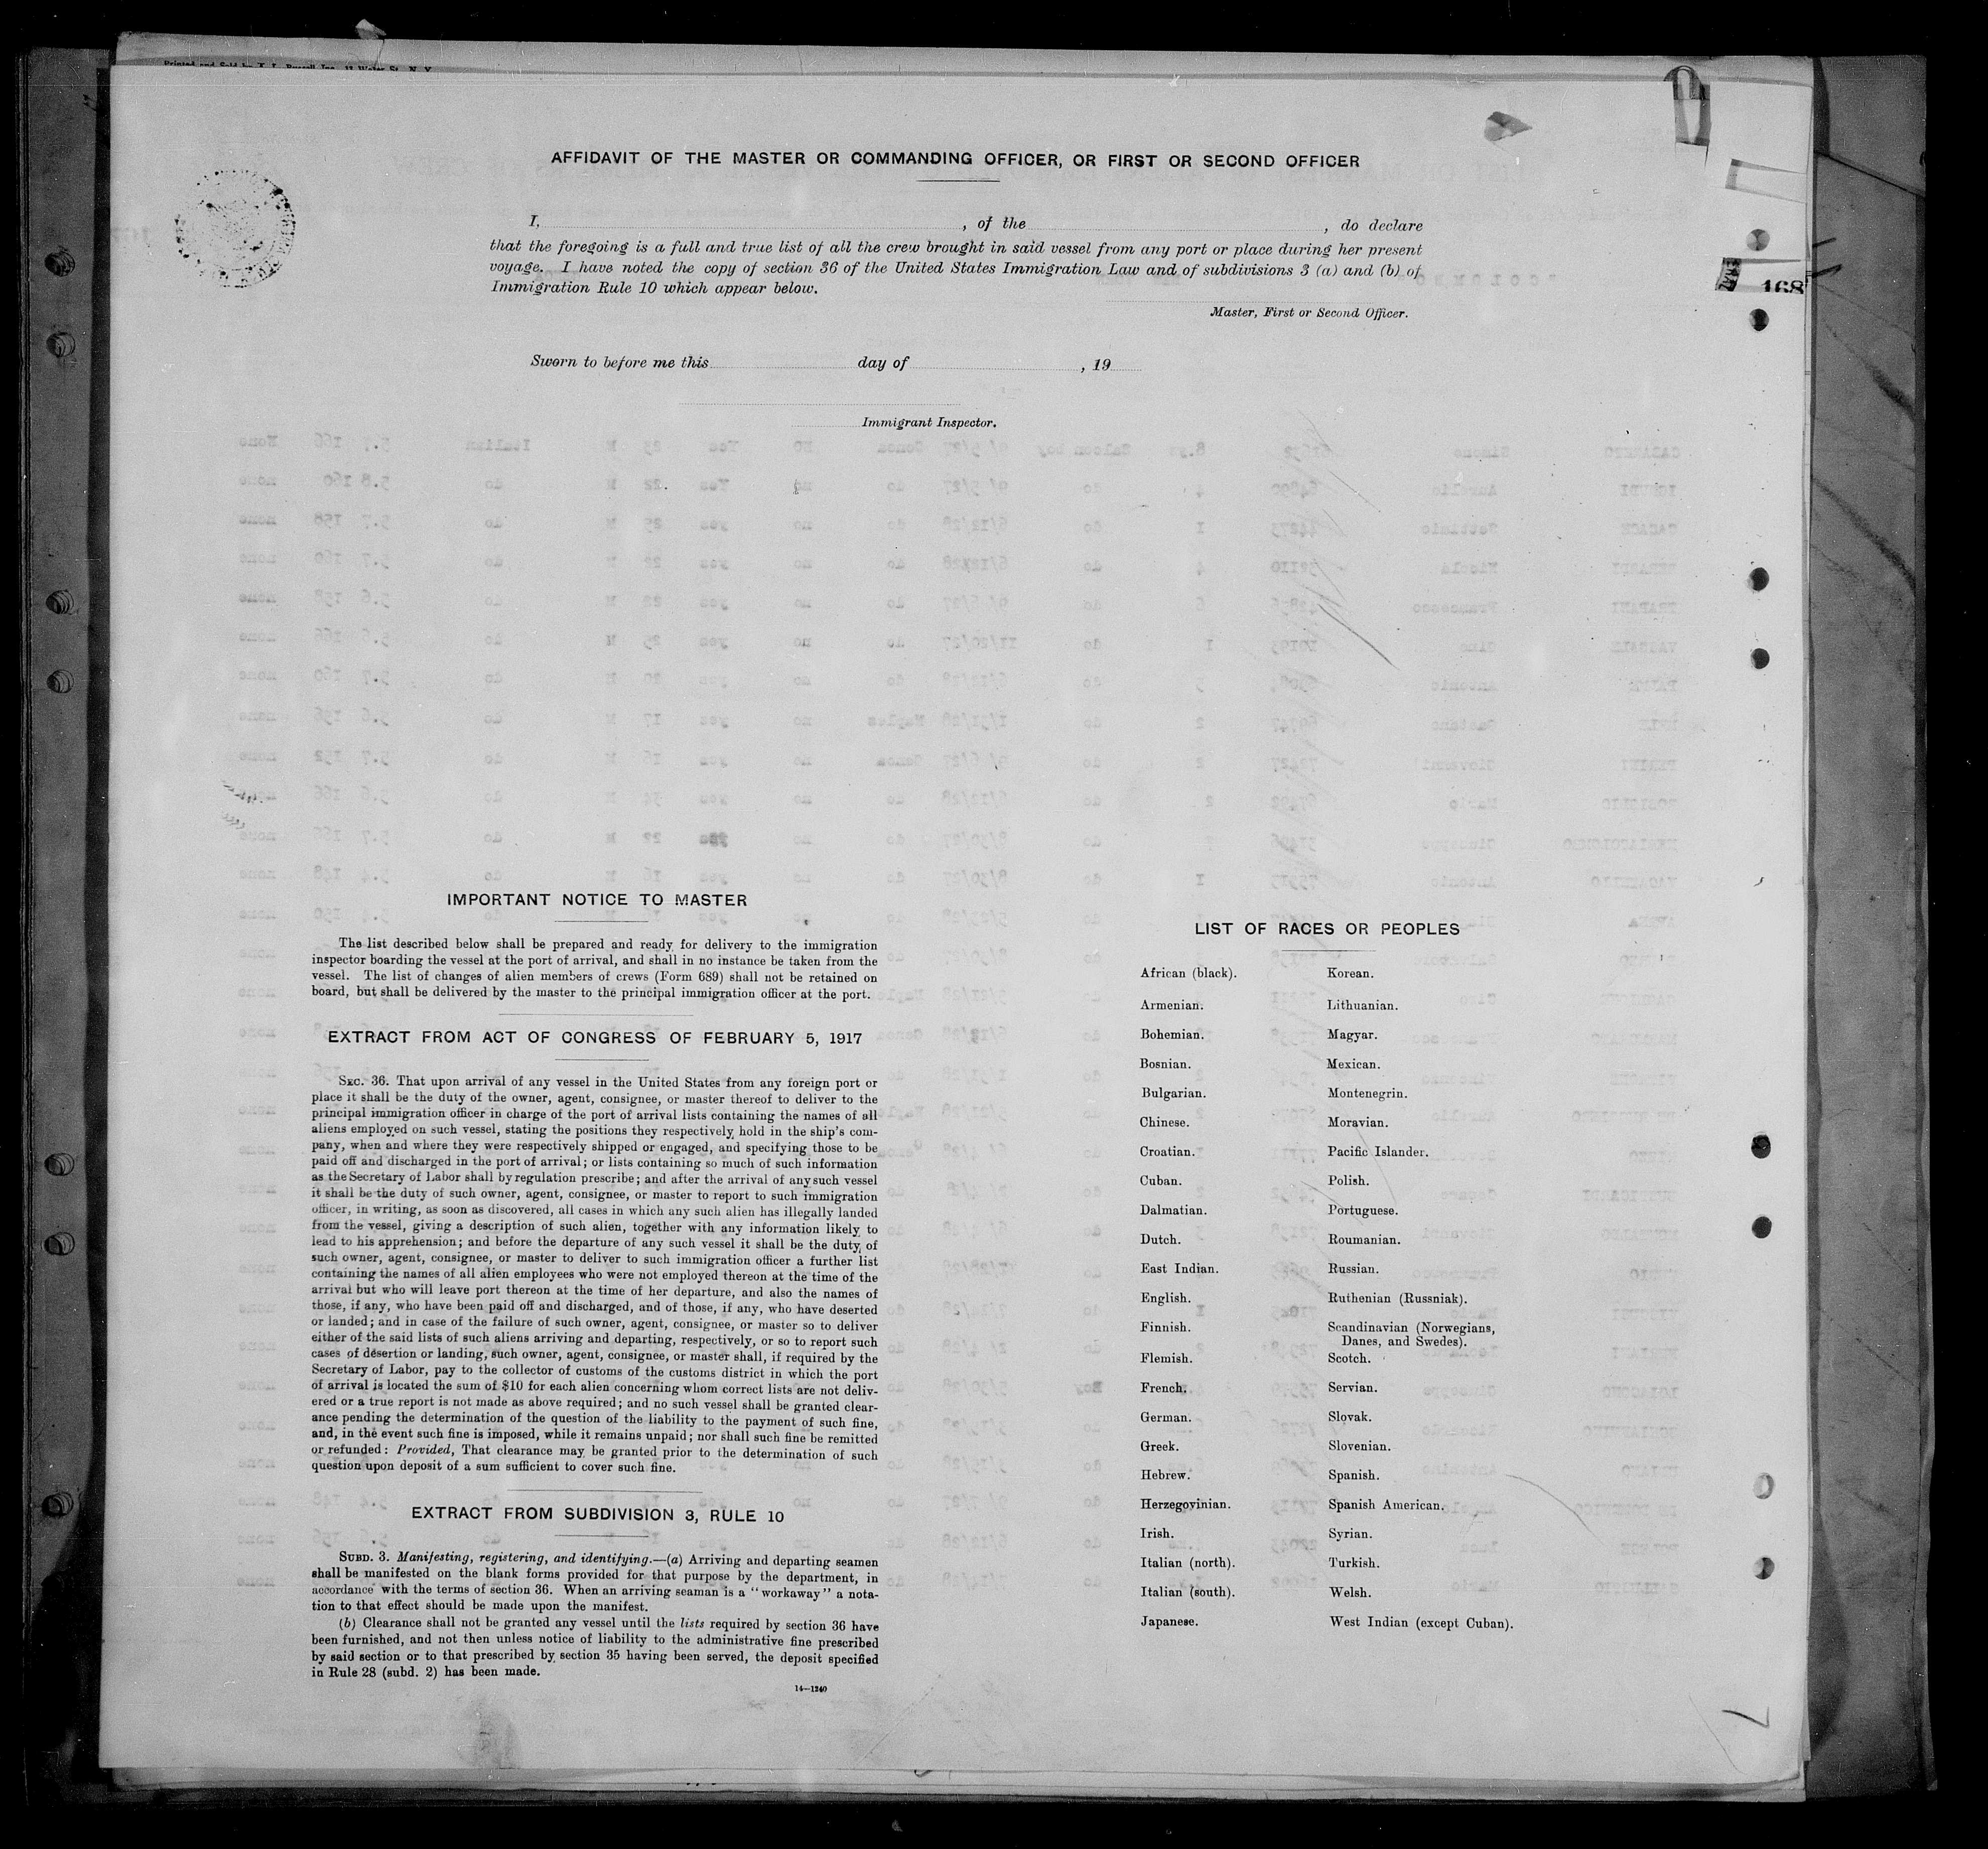 Printed and Sold by T. L. Russell, Inc., 12 Water St., N. Y.
AFFIDAVIT OF THE MASTER OR COMMANDING OFFICER, OR FIRST OR SECOND OFFICER
I, , of the , do declare
that the foregoing is a full and true list of all the crew brought in said vessel from any port or place during her present
voyage. I have noted the copy of section 36 of the United States Immigration Law and of subdivisions 3 (a) and (b) of
Immigration Rule 10 which appear below.
168
Master, First or Second Officer.
Sworn to before me this day of , 19
Immigrant Inspector.
IMPORTANT NOTICE TO MASTER
The list described below shall be prepared and ready for delivery to the immigration
inspector boarding the vessel at the port of arrival, and shall in no instance be taken from the
vessel. The list of changes of alien members of crews (Form 689) shall not be retained on
board, but shall be delivered by the master to the principal immigration officer at the port.
EXTRACT FROM ACT OF CONGRESS OF FEBRUARY 5, 1917
SEC. 36. That upon arrival of any vessel in the United States from any foreign port or
place it shall be the duty of the owner, agent, consignee, or master thereof to deliver to the
principal immigration officer in charge of the port of arrival lists containing the names of all
aliens employed on such vessel, stating the positions they respectively hold in the ship's com-
pany, when and where they were respectively shipped or engaged, and specifying those to be
paid off and discharged in the port of arrival; or lists containing so much of such information
as the Secretary of Labor shall by regulation prescribe; and after the arrival of any such vessel
it shall be the duty of such owner, agent, consignee, or master to report to such immigration
officer, in writing, as soon as discovered, all cases in which any such alien has illegally landed
from the vessel, giving a description of such alien, together with any information likely to
lead to his apprehension; and before the departure of any such vessel it shall be the duty of
such owner, agent, consignee, or master to deliver to such immigration officer a further list
containing the names of all alien employees who were not employed thereon at the time of the
arrival but who will leave port thereon at the time of her departure, and also the names of
those, if any, who have been paid off and discharged, and of those, if any, who have deserted
or landed; and in case of the failure of such owner, agent, consignee, or master so to deliver
either of the said lists of such aliens arriving and departing, respectively, or so to report such
cases of desertion or landing, such owner, agent, consignee, or master shall, if required by the
Secretary of Labor, pay to the collector of customs of the customs district in which the port
of arrival is located the sum of $10 for each alien concerning whom correct lists are not deliv-
ered or a true report is not made as above required; and no such vessel shall be granted clear-
ance pending the determination of the question of the liability to the payment of such fine,
and, in the event such fine is imposed, while it remains unpaid; nor shall such fine be remitted
or refunded: Provided, That clearance may be granted prior to the determination of such
question upon deposit of a sum sufficient to cover such fine.
EXTRACT FROM SUBDIVISION 3, RULE 10
SUBD. 3. Manifesting, registering, and identifying.—(a) Arriving and departing seamen
shall be manifested on the blank forms provided for that purpose by the department, in
accordance with the terms of section 36. When an arriving seaman is a "workaway" a nota-
tion to that effect should be made upon the manifest.
(b) Clearance shall not be granted any vessel until the lists required by section 36 have
been furnished, and not then unless notice of liability to the administrative fine prescribed
by said section or to that prescribed by section 35 having been served, the deposit specified
in Rule 28 (subd. 2) has been made.
14—1240
LIST OF RACES OR PEOPLES
African (black).
Armenian.
Bohemian.
Bosnian.
Bulgarian.
Chinese.
Croatian.
Cuban.
Dalmatian.
Dutch.
East Indian.
English.
Finnish.
Flemish.
French.
German.
Greek.
Hebrew.
Herzegovinian.
Irish.
Italian (north).
Italian (south).
Japanese.
Korean.
Lithuanian.
Magyar.
Mexican.
Montenegrin.
Moravian.
Pacific Islander.
Polish.
Portuguese.
Roumanian.
Russian.
Ruthenian (Russniak).
Scandinavian (Norwegians,
Danes, and Swedes).
Scotch.
Servian.
Slovak.
Slovenian.
Spanish.
Spanish American.
Syrian.
Turkish.
Welsh.
West Indian (except Cuban).
7